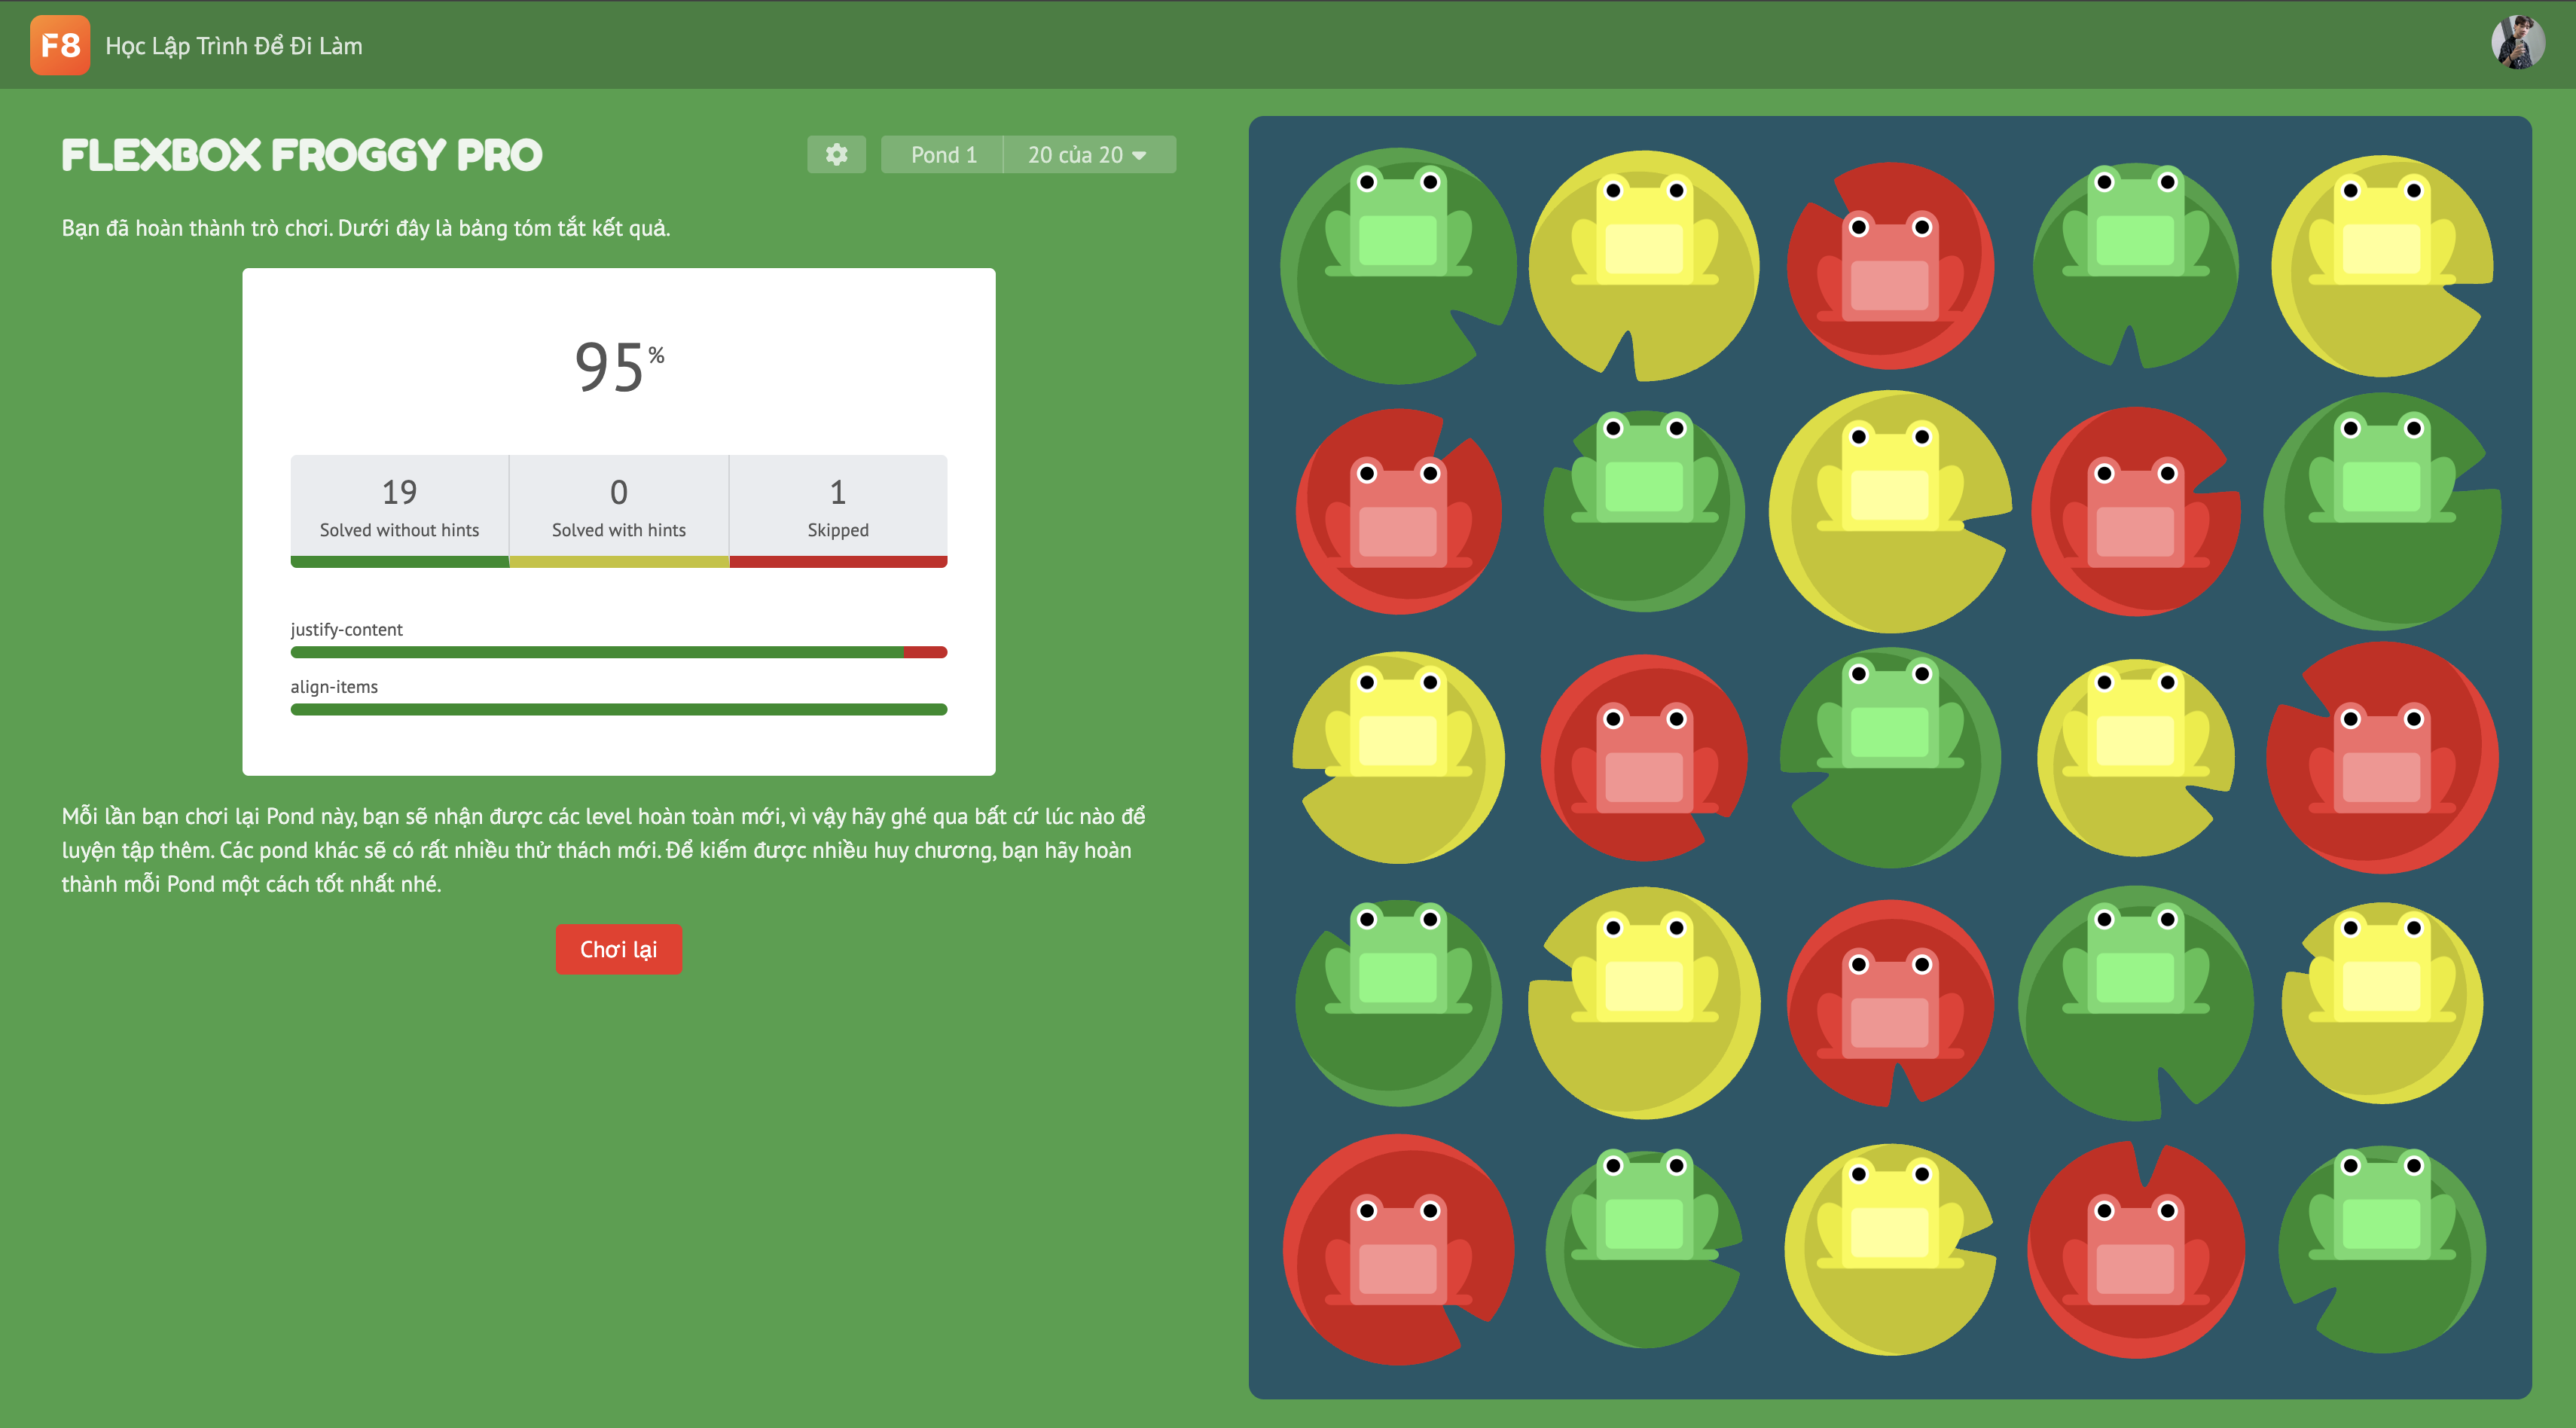 F8 Học Lập Trình Để Đi Làm
FLEXBOX FROGGY PRO
Pond 1
20 của 20
Bạn đã hoàn thành trò chơi. Dưới đây là bảng tóm tắt kết quả.
95%
19
Solved without hints
0
Solved with hints
1
Skipped
justify-content
align-items
Mỗi lần bạn chơi lại Pond này, bạn sẽ nhận được các level hoàn toàn mới, vì vậy hãy ghé qua bất cứ lúc nào để
luyện tập thêm. Các pond khác sẽ có rất nhiều thử thách mới. Để kiếm được nhiều huy chương, bạn hãy hoàn
thành mỗi Pond một cách tốt nhất nhé.
Chơi lại